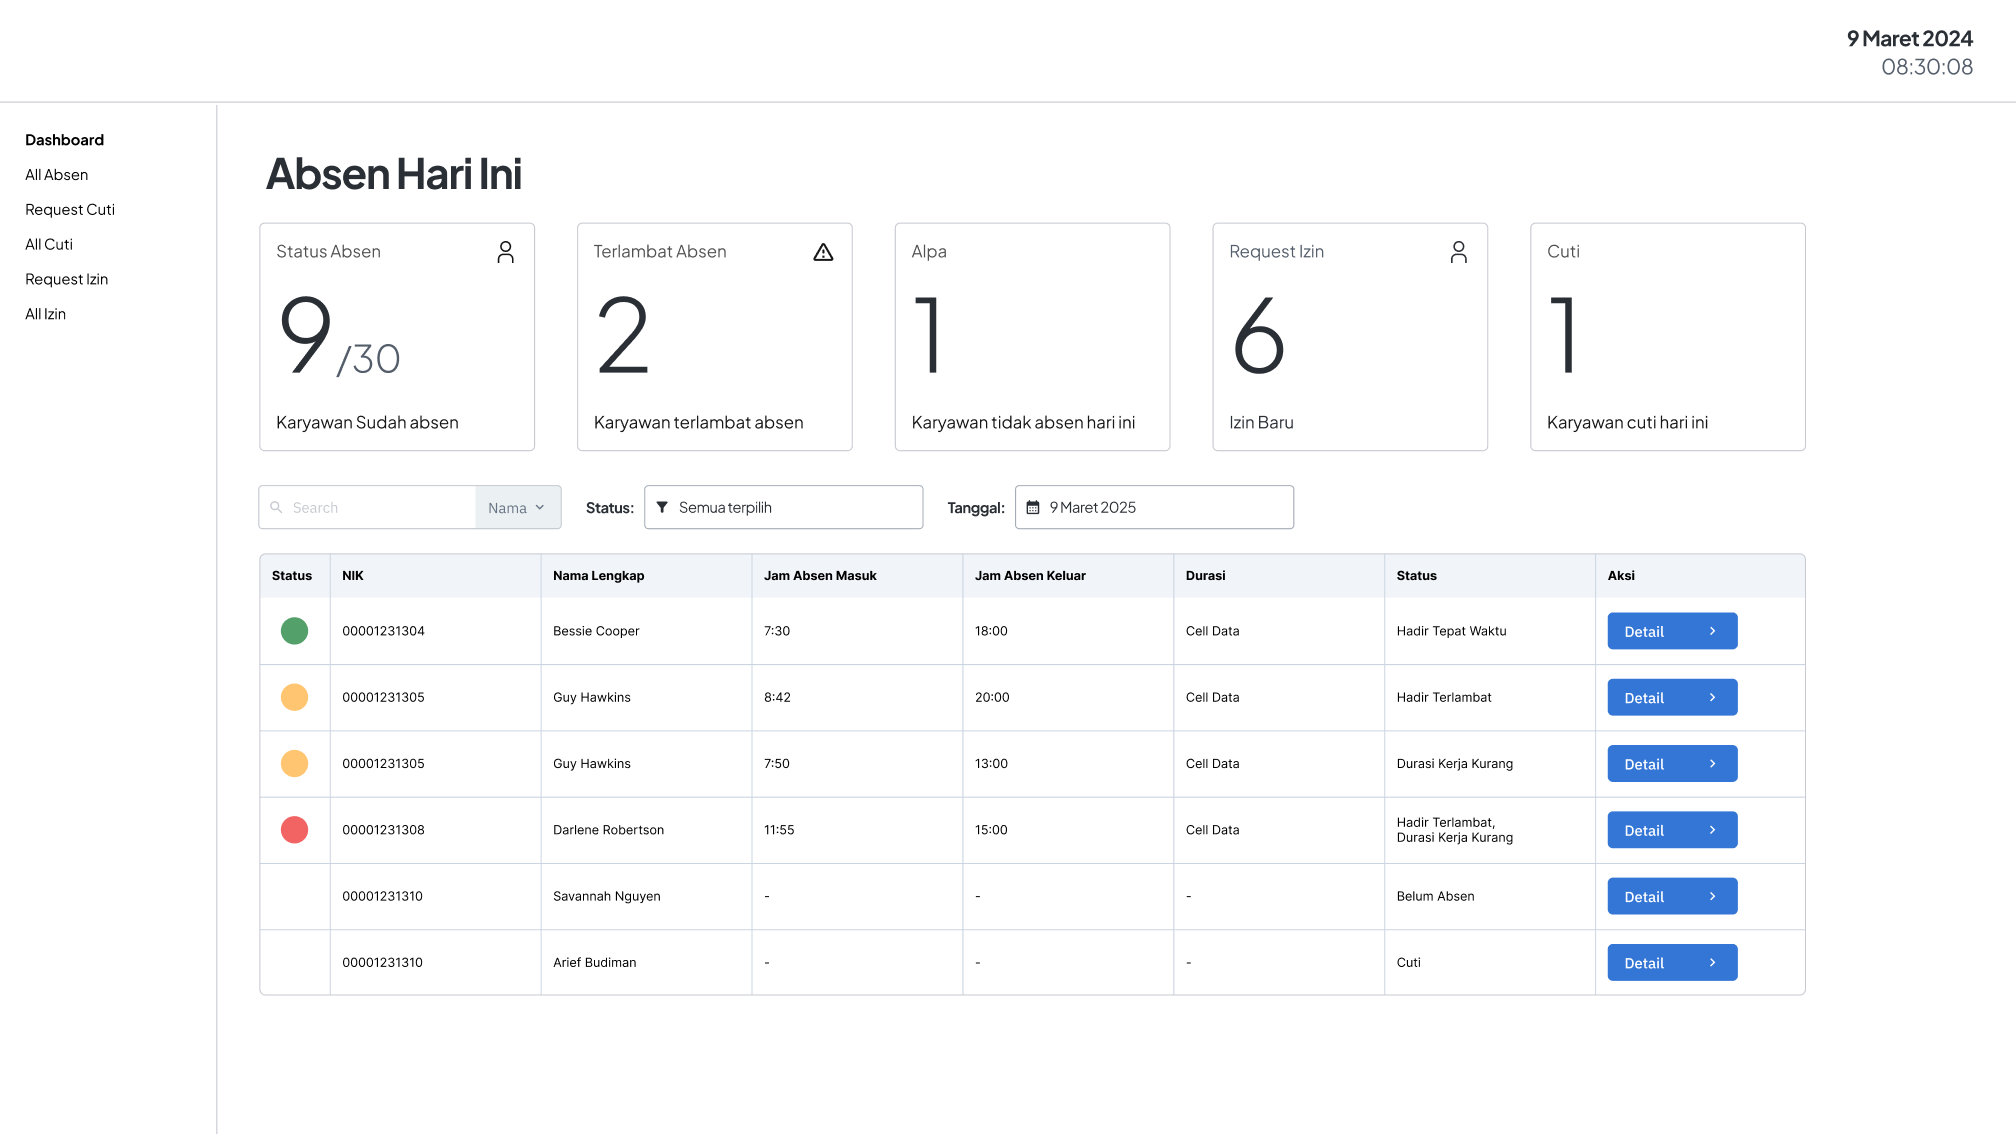 9 Maret 2024
08:30:08
Dashboard
All Absen
Request Cuti
All Cuti
Request Izin
All Izin
Absen Hari Ini
Status Absen
9/30
Karyawan Sudah absen
Terlambat Absen
2
Karyawan terlambat absen
Alpa
1
Karyawan tidak absen hari ini
Request Izin
6
Izin Baru
Cuti
1
Karyawan cuti hari ini
Search Nama Status: Semua terpilih Tanggal: 9 Maret 2025
Status NIK Nama Lengkap Jam Absen Masuk Jam Absen Keluar Durasi Status Aksi
00001231304 Bessie Cooper 7:30 18:00 Cell Data Hadir Tepat Waktu Detail
00001231305 Guy Hawkins 8:42 20:00 Cell Data Hadir Terlambat Detail
00001231305 Guy Hawkins 7:50 13:00 Cell Data Durasi Kerja Kurang Detail
00001231308 Darlene Robertson 11:55 15:00 Cell Data Hadir Terlambat,
Durasi Kerja Kurang Detail
00001231310 Savannah Nguyen - - - Belum Absen Detail
00001231310 Arief Budiman - - - Cuti Detail